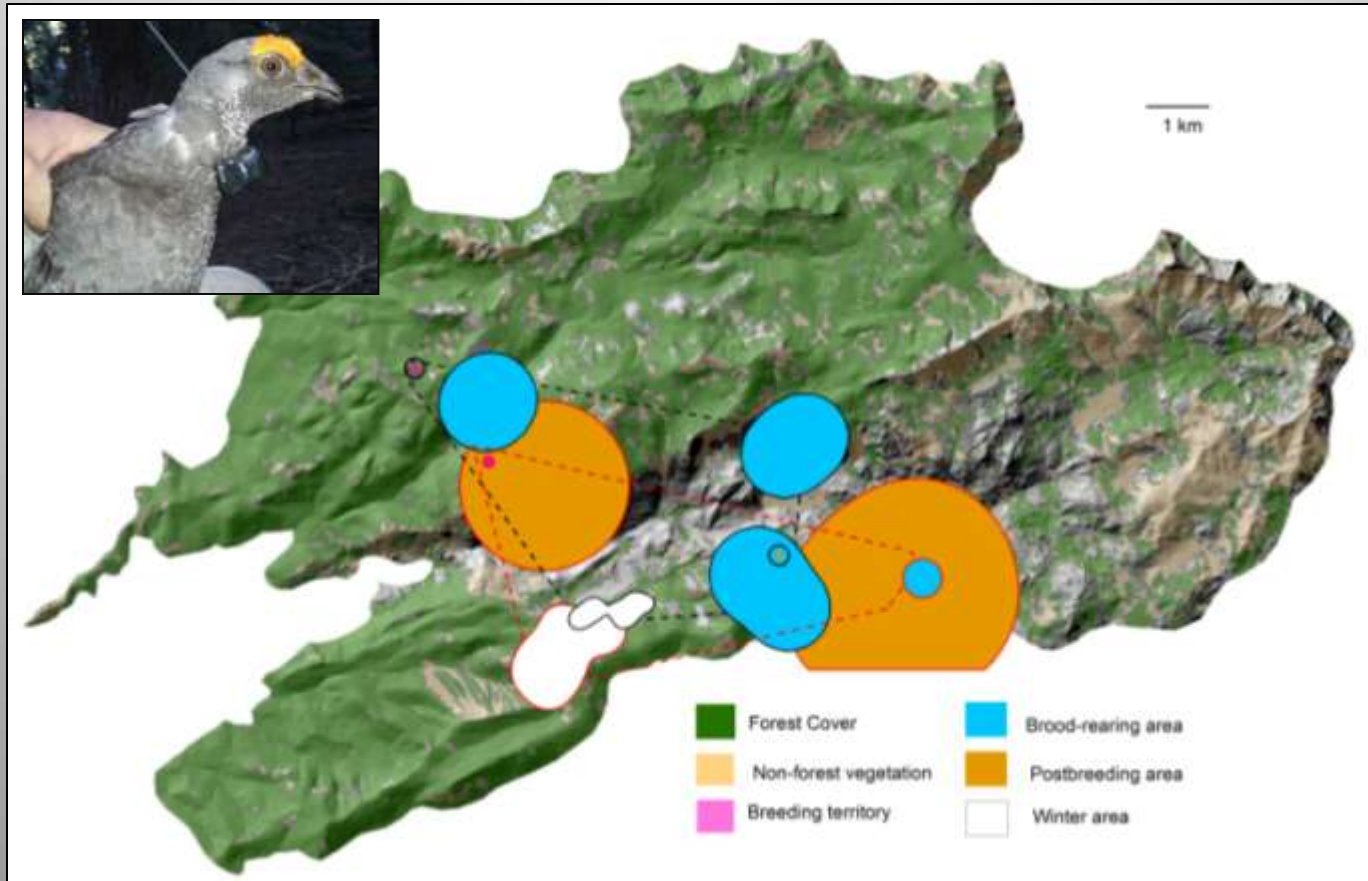 1 km
Forest Cover
Brood-rearing area
Non-forest vegetation
Postbreeding area
Breeding territory
Winter area